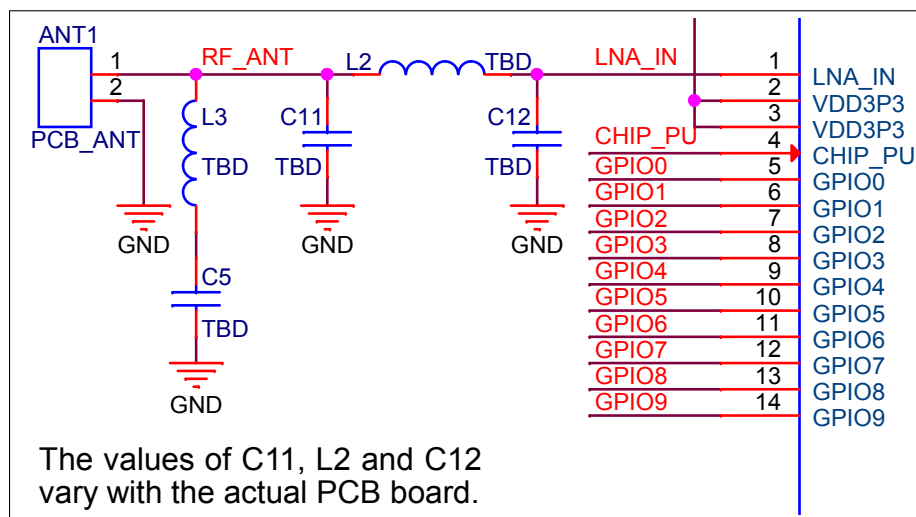 ANT1
1
2
PCB_ANT
GND
RF_ANT
L3
TBD
C5
TBD
GND
C11
TBD
GND
L2
TBD
C12
TBD
GND
LNA_IN
1
LNA_IN
2
VDD3P3
3
VDD3P3
CHIP_PU
4
CHIP_PU
GPIO0
5
GPIO0
GPIO1
6
GPIO1
GPIO2
7
GPIO2
GPIO3
8
GPIO3
GPIO4
9
GPIO4
GPIO5
10
GPIO5
GPIO6
11
GPIO6
GPIO7
12
GPIO7
GPIO8
13
GPIO8
GPIO9
14
GPIO9
The values of C11, L2 and C12
vary with the actual PCB board.